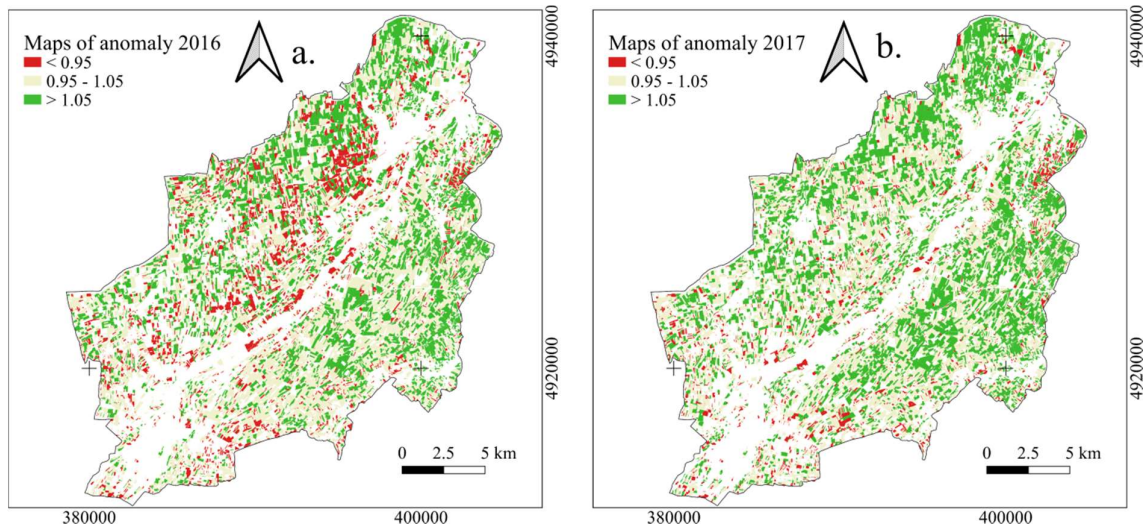 Maps of anomaly 2016
< 0.95
0.95 - 1.05
> 1.05
a.
0 2.5 5 km
380000 400000
4940000
4920000
Maps of anomaly 2017
< 0.95
0.95 - 1.05
> 1.05
b.
0 2.5 5 km
380000 400000
4940000
4920000